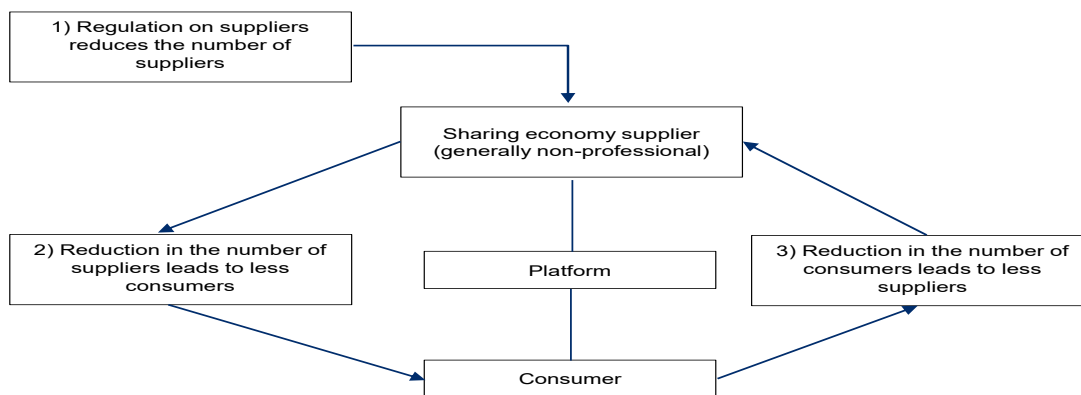 1) Regulation on suppliers
reduces the number of
suppliers
Sharing economy supplier
(generally non-professional)
2) Reduction in the number of
suppliers leads to less
consumers
Platform
3) Reduction in the number of
consumers leads to less
suppliers
Consumer